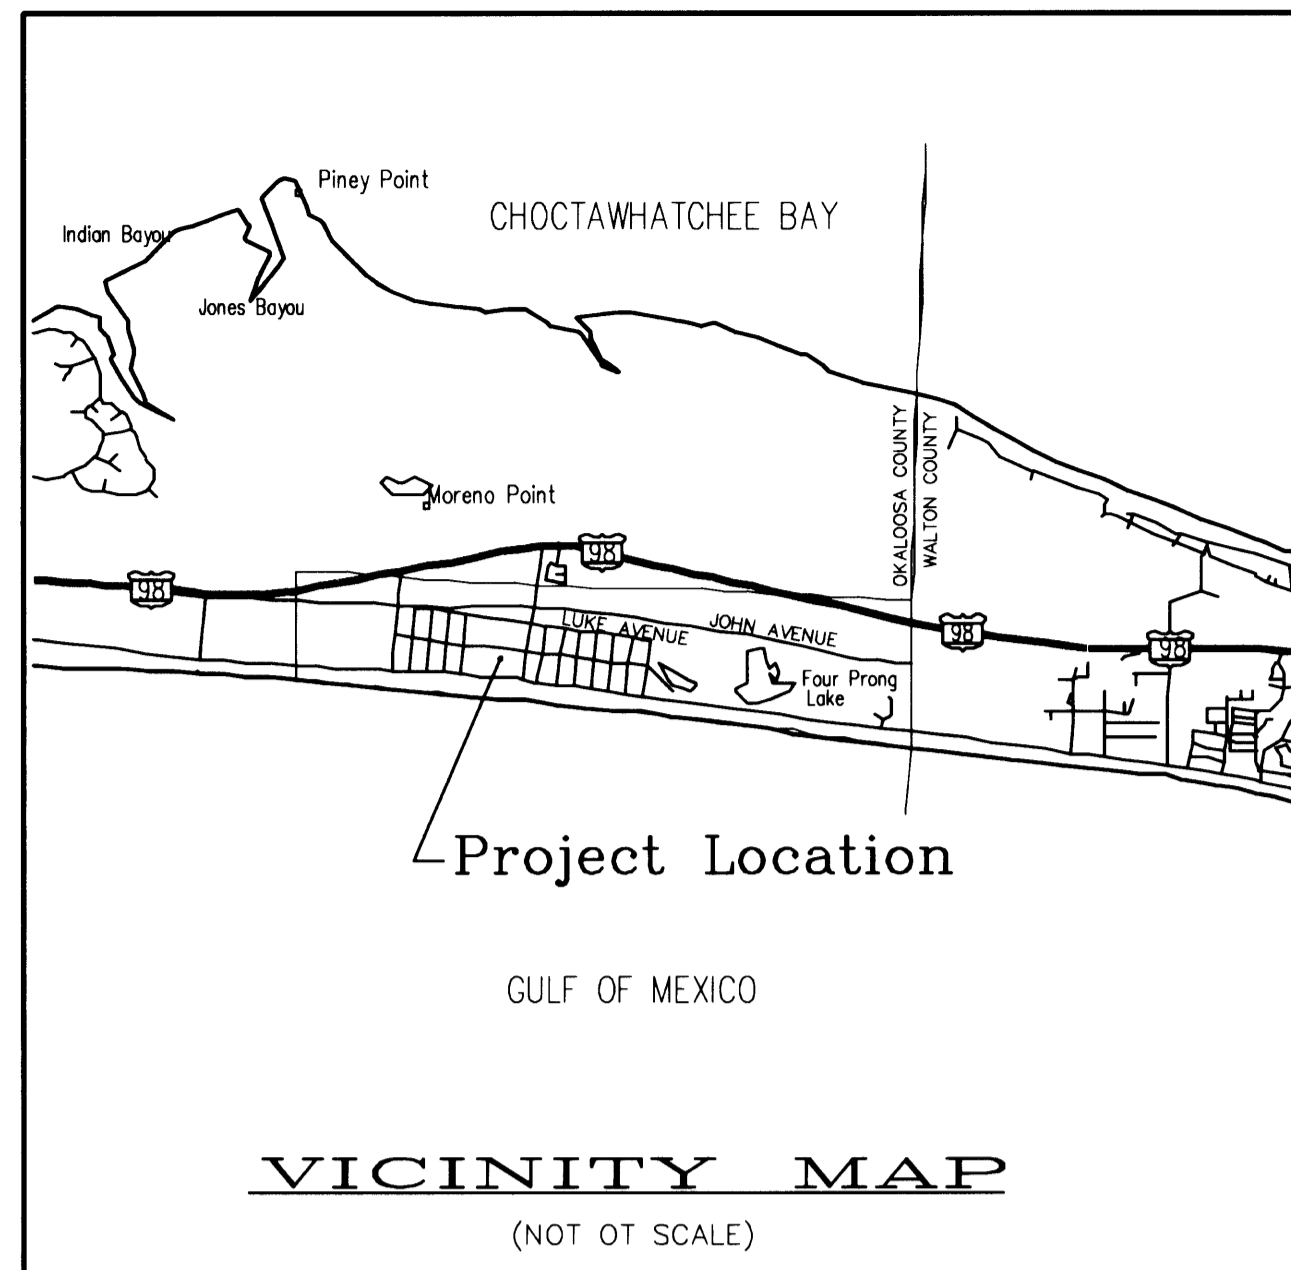 Piney Point
CHOCTAWHATCHEE BAY
Indian Bayou
Jones Bayou
OKALOOSA COUNTY
WALTON COUNTY
Moreno Point
98
98
LUKE AVENUE
JOHN AVENUE
98
98
Four Prong
Lake
Project Location
GULF OF MEXICO
VICINITY MAP
(NOT OT SCALE)